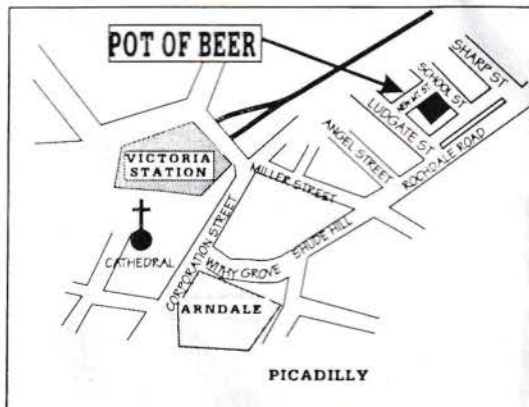 POT OF BEER
SHARP ST
SCHOOL ST
NEW MT. ST
LUDGATE ST
ANGEL STREET
ROCHDALE ROAD
VICTORIA
STATION
MILLER STREET
SHUDE HILL
CORPORATION STREET
CATHEDRAL
WITHY GROVE
ARNDALE
PICADILLY